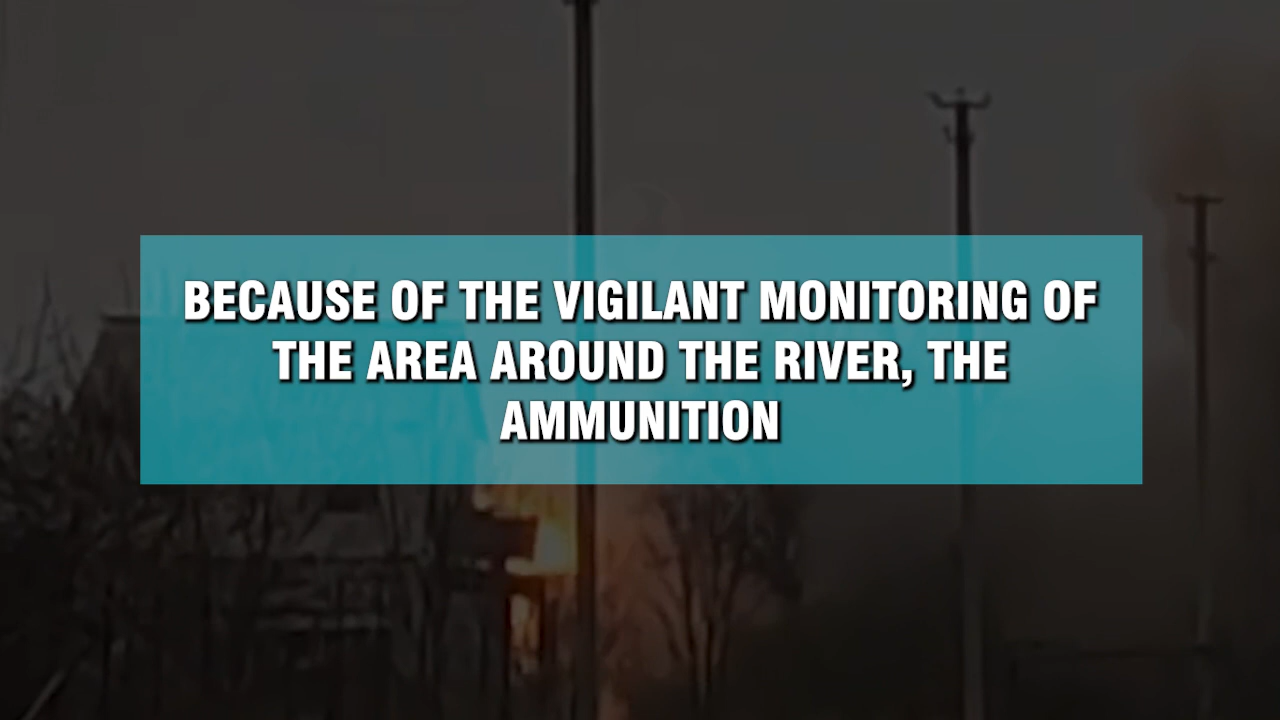 BECAUSE OF THE VIGILANT MONITORING OF
THE AREA AROUND THE RIVER, THE
AMMUNITION